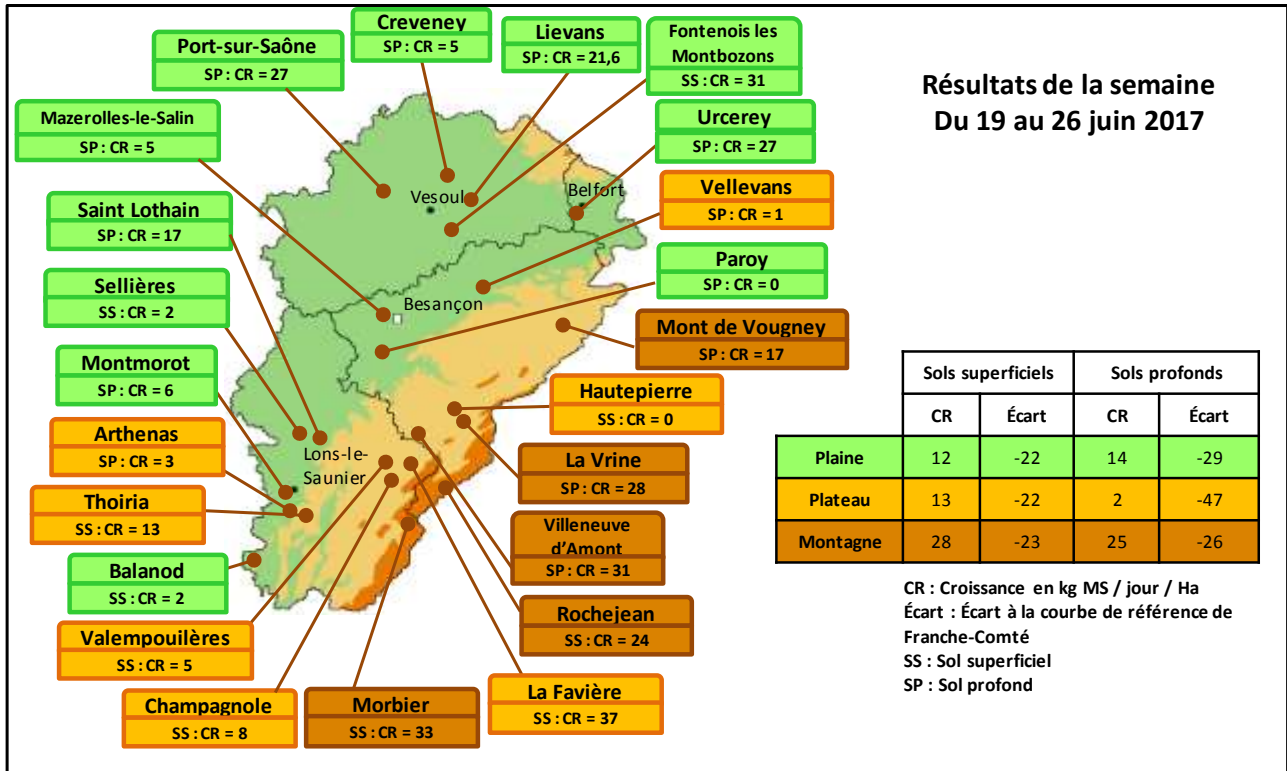 Résultats de la semaine
Du 19 au 26 juin 2017
Creveney
SP : CR = 5
Lievans
SP : CR = 21,6
Fontenois les
Montbozons
SS : CR = 31
Port-sur-Saône
SP : CR = 27
Urcerey
SP : CR = 27
Mazerolles-le-Salin
SP : CR = 5
Vellevans
SP : CR = 1
Saint Lothain
SP : CR = 17
Paroy
SP : CR = 0
Sellières
SS : CR = 2
Mont de Vougney
SP : CR = 17
Montmorot
SP : CR = 6
Hautepierre
SS : CR = 0
Arthenas
SP : CR = 3
La Vrine
SP : CR = 28
Thoiria
SS : CR = 13
Villeneuve
d’Amont
SP : CR = 31
Balanod
SS : CR = 2
Rochejean
SS : CR = 24
Valempouilères
SS : CR = 5
La Favière
SS : CR = 37
Champagnole
SS : CR = 8
Morbier
SS : CR = 33
Vesoul
Belfort
Besançon
Lons-le-
Saunier
Sols superficiels Sols profonds
CR Écart CR Écart
Plaine 12 -22 14 -29
Plateau 13 -22 2 -47
Montagne 28 -23 25 -26
CR : Croissance en kg MS / jour / Ha
Écart : Écart à la courbe de référence de
Franche-Comté
SS : Sol superficiel
SP : Sol profond